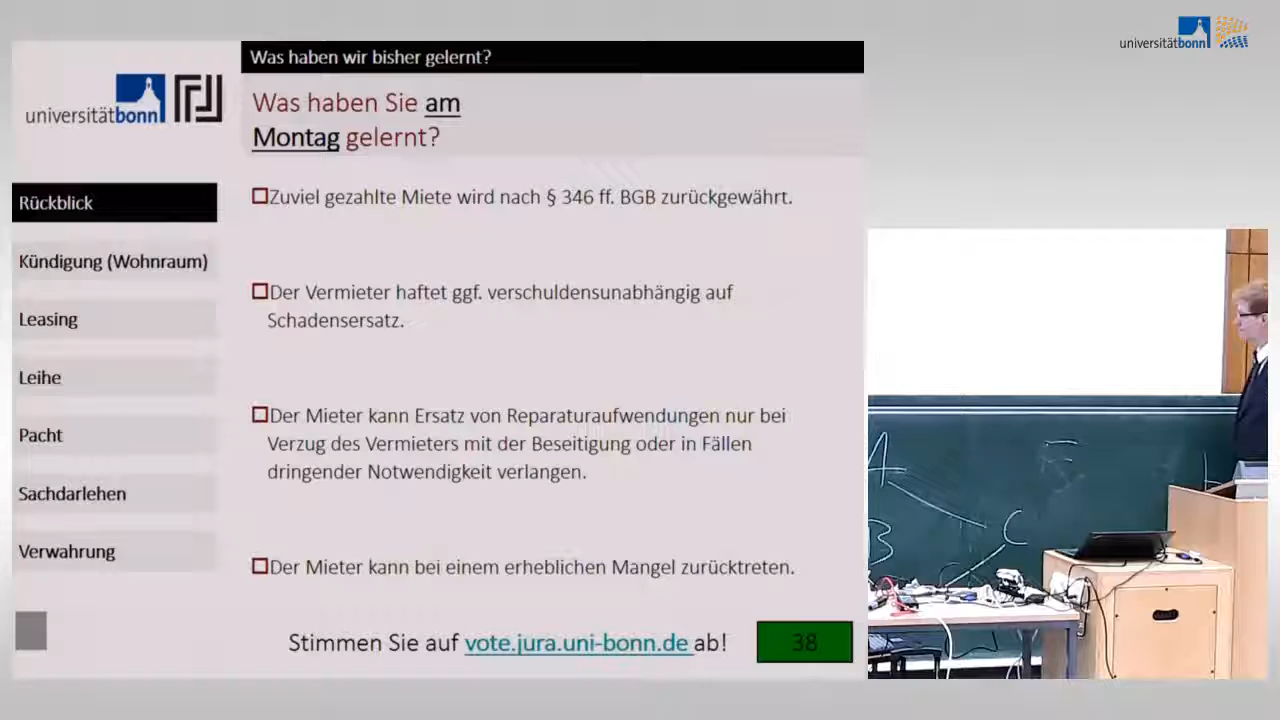 universitätbonn
Was haben wir bisher gelernt?
universitätbonn
Was haben Sie am
Montag gelernt?
Rückblick
Kündigung (Wohnraum)
Leasing
Leihe
Pacht
Sachdarlehen
Verwahrung
Zuviel gezahlte Miete wird nach § 346 ff. BGB zurückgewährt.
Der Vermieter haftet ggf. verschuldensunabhängig auf
Schadensersatz.
Der Mieter kann Ersatz von Reparaturaufwendungen nur bei
Verzug des Vermieters mit der Beseitigung oder in Fällen
dringender Notwendigkeit verlangen.
Der Mieter kann bei einem erheblichen Mangel zurücktreten.
Stimmen Sie auf vote.jura.uni-bonn.de ab!
38
A
B
C